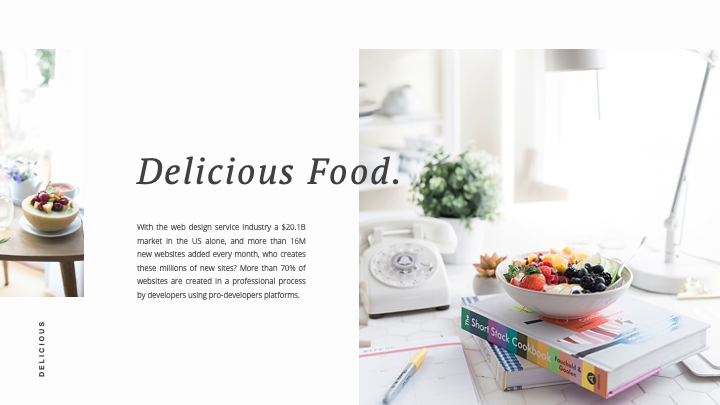 Delicious Food.
With the web design service industry a $20.1B
market in the US alone, and more than 16M
new websites added every month, who creates
these millions of new sites? More than 70% of
websites are created in a professional process
by developers using pro-developers platforms.
DELICIOUS
The Short Stack Cookbook
Fauchald &
Goalen